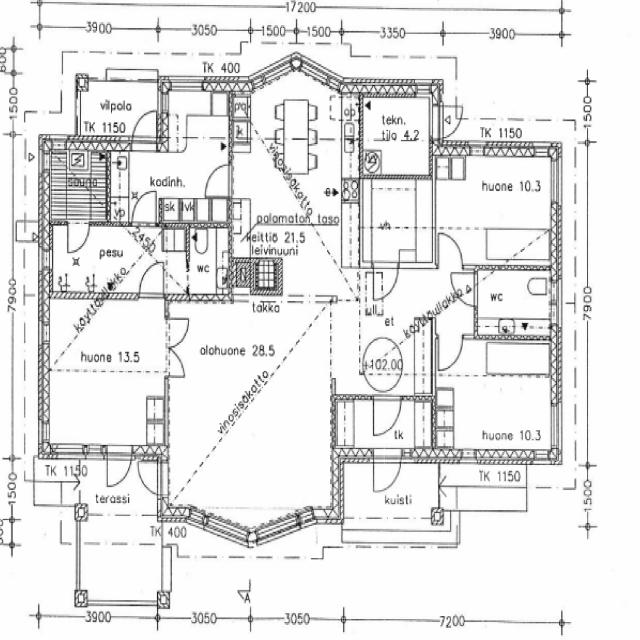 17200
3900
3050
1500
1500
3350
3900
TK 400
vilpola
TK 1150
tekn.
tila 4.2
TK 1150
1500
1500
sauna
kodinh.
huone 10.3
vinosisäkatto
sk
lvk
vh
palomaton taso
keittiö 21.5
leivinuuni
2450
pesu
wc
wc
käyttöullakko
käyttöullakko
takka
et
7900
7900
huone 13.5
olohuone 28.5
+102.00
vinosisäkatto
tk
huone 10.3
TK 1150
TK 1150
terassi
kuisti
1500
1500
TK 400
A
3900
3050
3050
7200